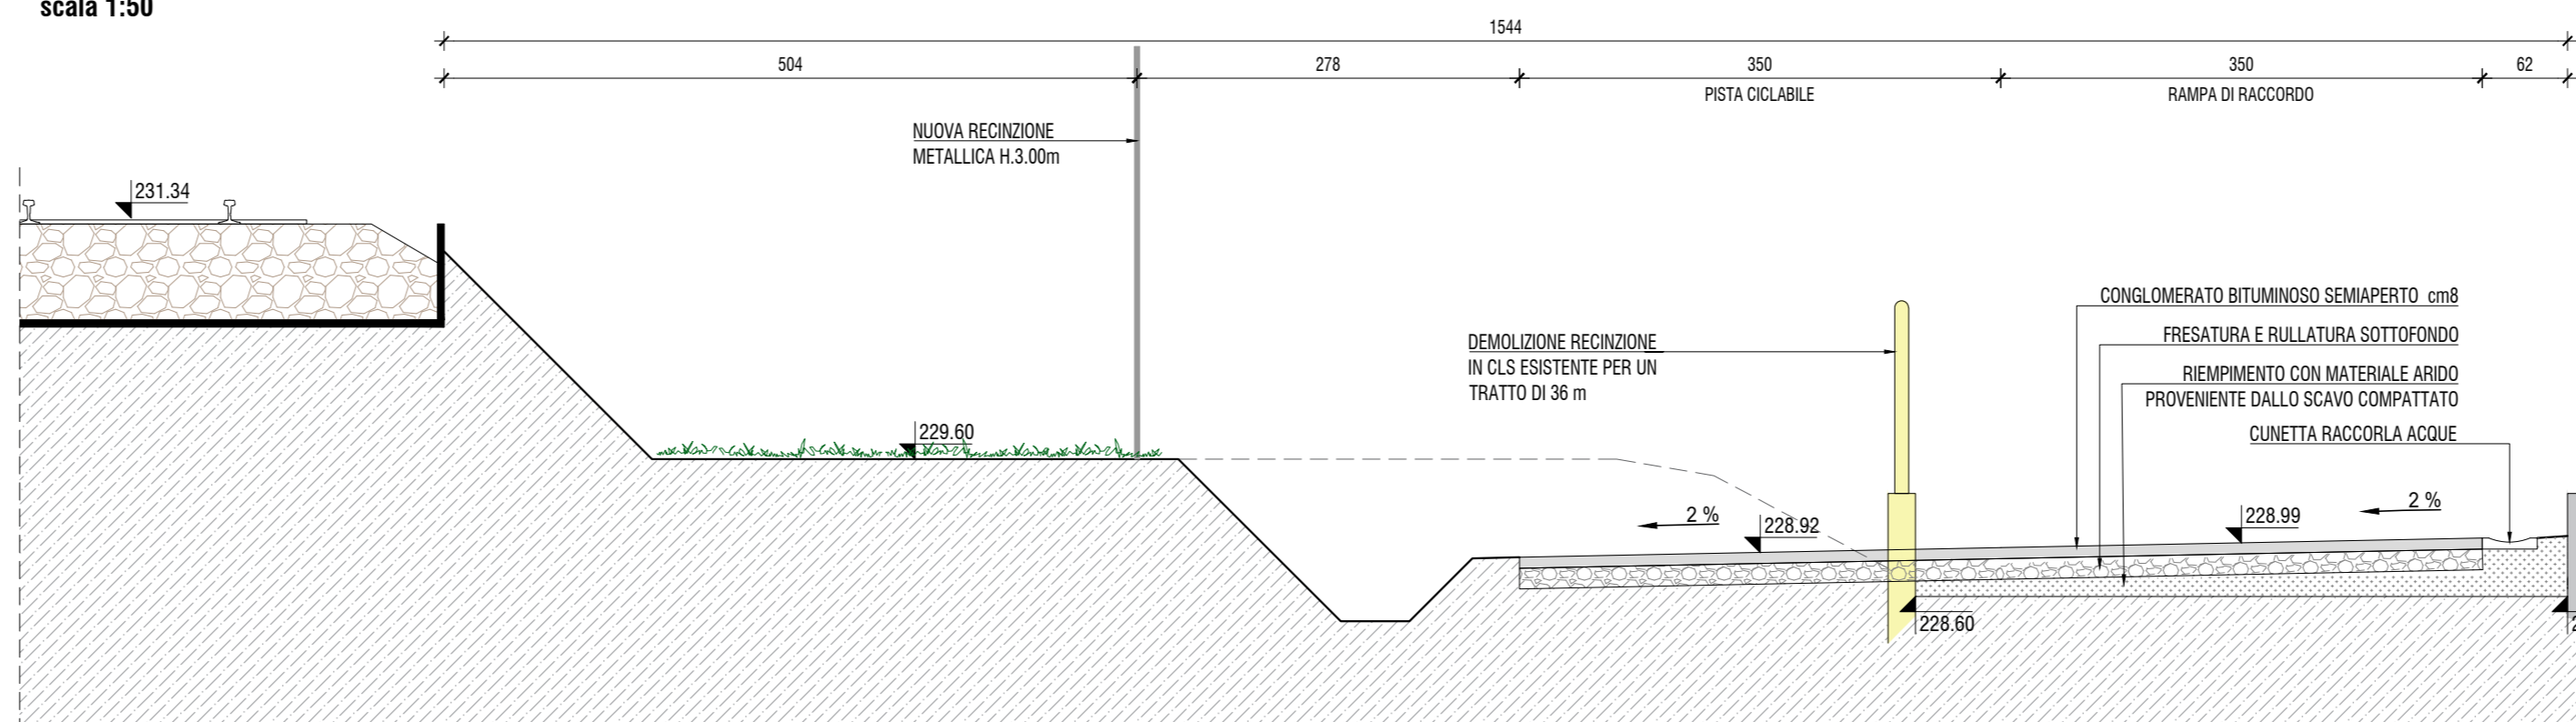 scala 1:50
1544
504
278
350
350
62
PISTA CICLABILE
RAMPA DI RACCORDO
NUOVA RECINZIONE
METALLICA H.3.00m
231.34
CONGLOMERATO BITUMINOSO SEMIAPERTO cm8
FRESATURA E RULLATURA SOTTOFONDO
DEMOLIZIONE RECINZIONE
IN CLS ESISTENTE PER UN
TRATTO DI 36 m
RIEMPIMENTO CON MATERIALE ARIDO
PROVENIENTE DALLO SCAVO COMPATTATO
CUNETTA RACCORLA ACQUE
229.60
2 %
228.92
228.99
2 %
228.60